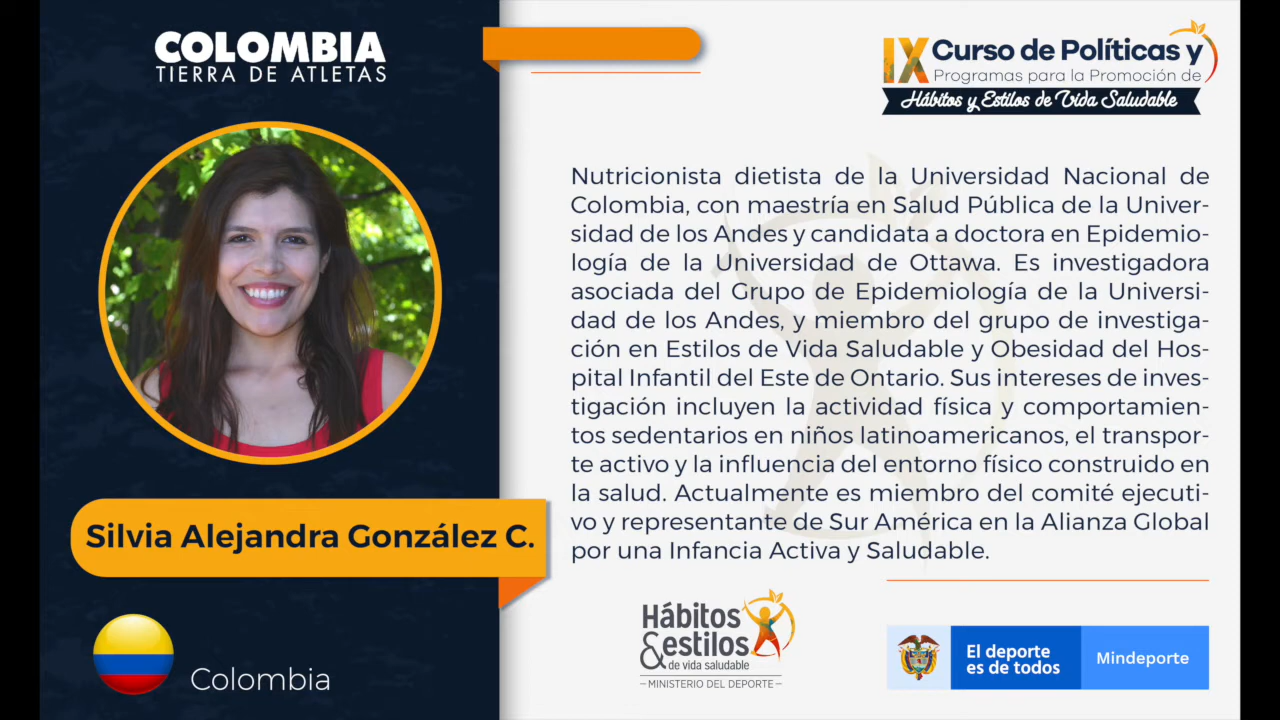 COLOMBIA
TIERRA DE ATLETAS
Silvia Alejandra González C.
Colombia
IX Curso de Políticas y
Programas para la Promoción de
Hábitos y Estilos de Vida Saludable
Nutricionista dietista de la Universidad Nacional de
Colombia, con maestría en Salud Pública de la Univer-
sidad de los Andes y candidata a doctora en Epidemio-
logía de la Universidad de Ottawa. Es investigadora
asociada del Grupo de Epidemiología de la Universi-
dad de los Andes, y miembro del grupo de investiga-
ción en Estilos de Vida Saludable y Obesidad del Hos-
pital Infantil del Este de Ontario. Sus intereses de inves-
tigación incluyen la actividad física y comportamien-
tos sedentarios en niños latinoamericanos, el transpor-
te activo y la influencia del entorno físico construido en
la salud. Actualmente es miembro del comité ejecuti-
vo y representante de Sur América en la Alianza Global
por una Infancia Activa y Saludable.
Hábitos
&estilos
de vida saludable
MINISTERIO DEL DEPORTE
El deporte
es de todos
Mindeporte